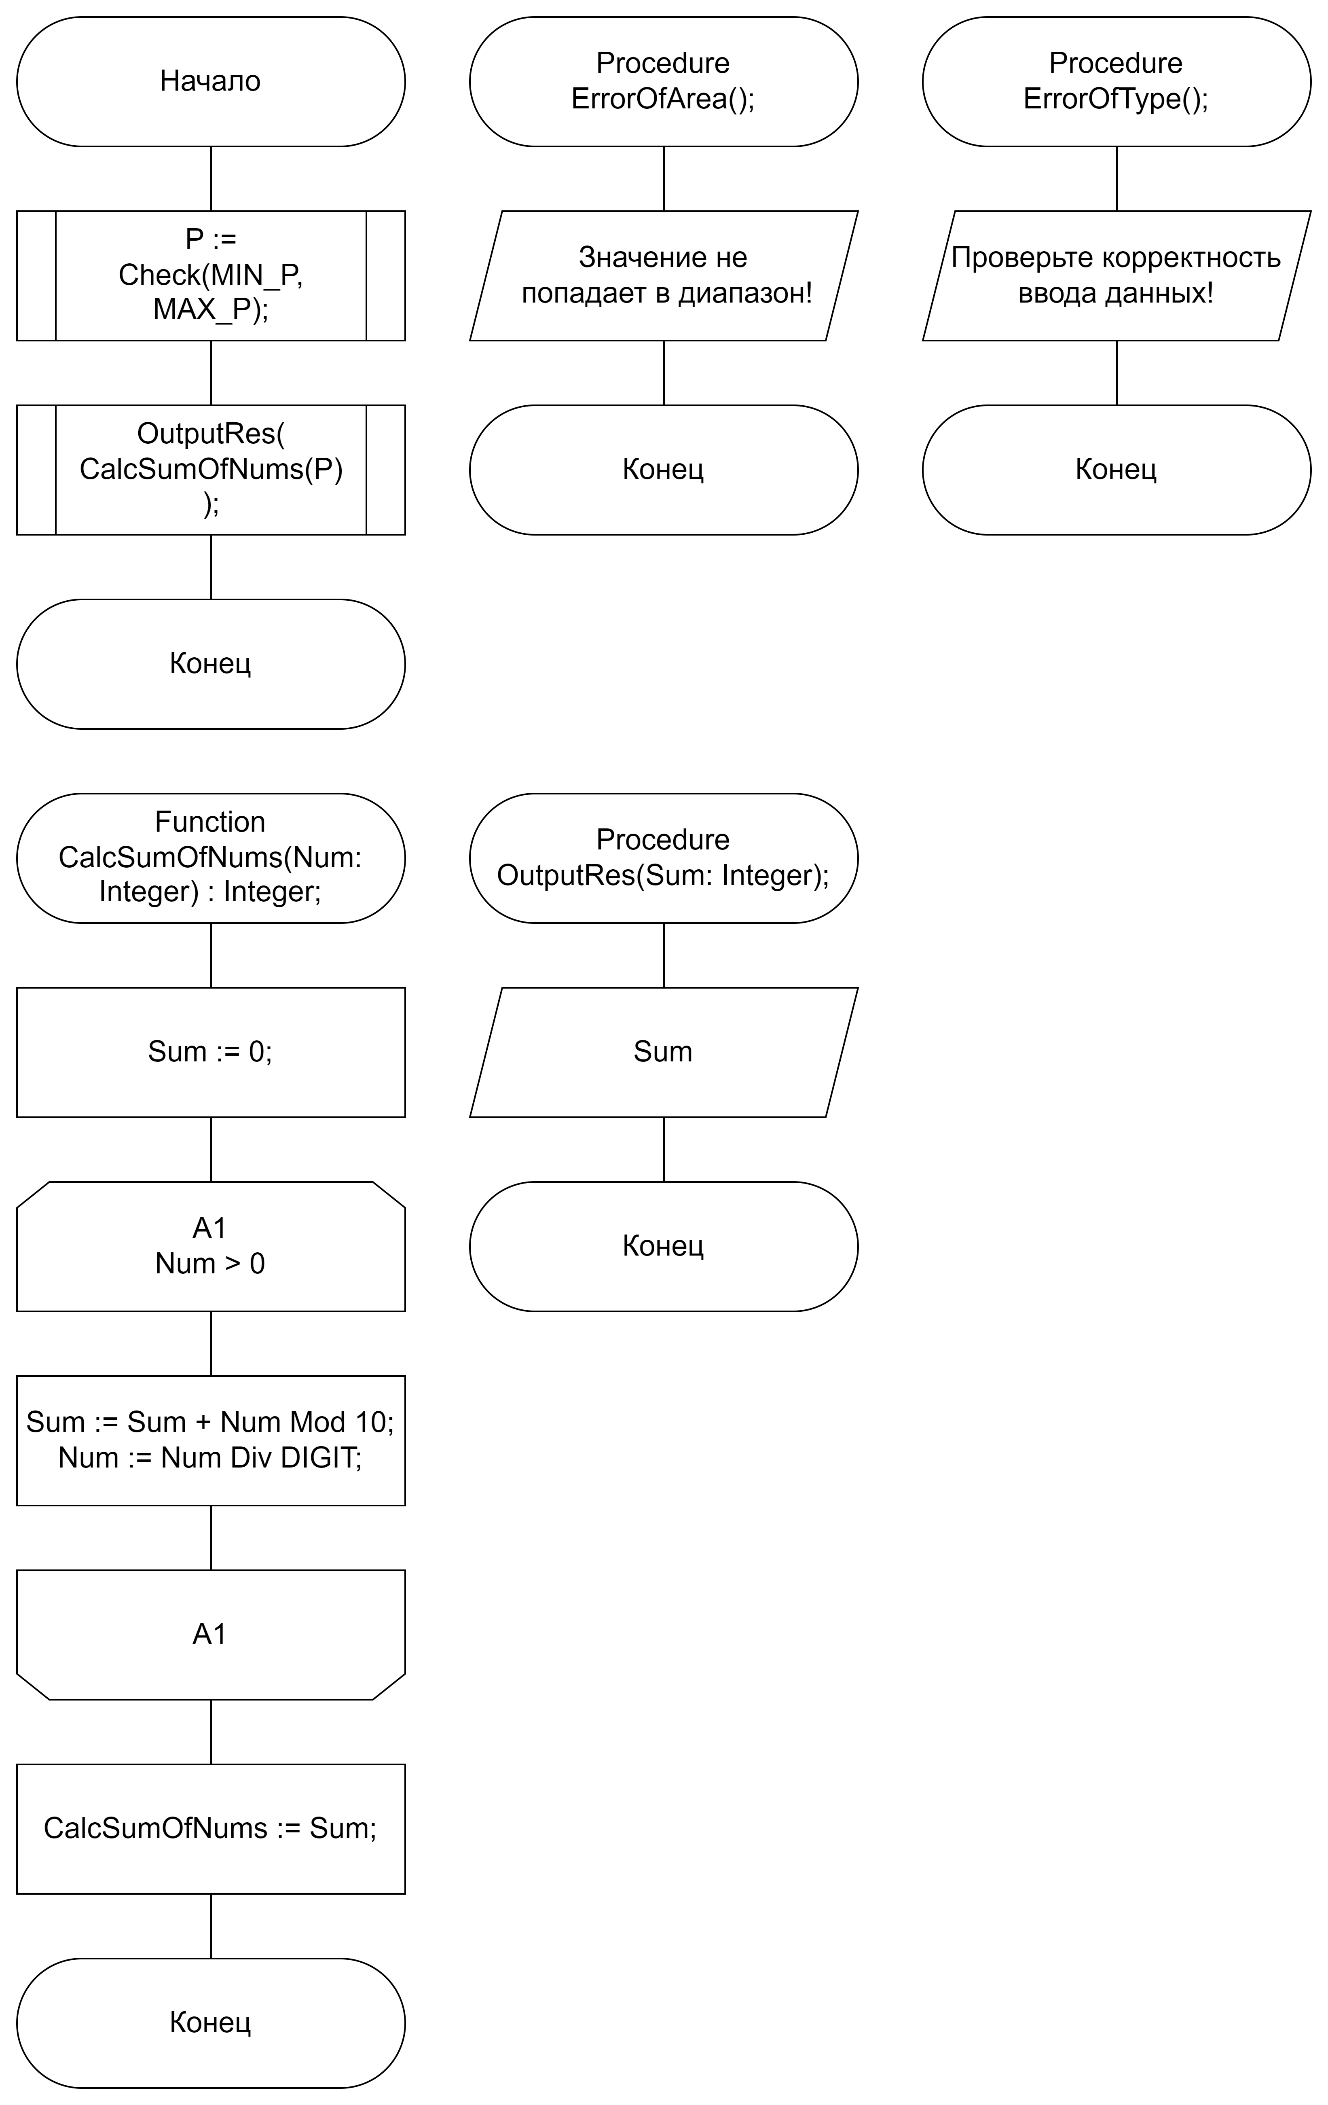 Начало
P :=
Check(MIN_P,
MAX_P);
OutputRes(
CalcSumOfNums(P)
);
Конец
Procedure
ErrorOfArea();
Значение не
попадает в диапазон!
Конец
Procedure
ErrorOfType();
Проверьте корректность
ввода данных!
Конец
Function
CalcSumOfNums(Num:
Integer) : Integer;
Sum := 0;
A1
Num > 0
Sum := Sum + Num Mod 10;
Num := Num Div DIGIT;
A1
CalcSumOfNums := Sum;
Конец
Procedure
OutputRes(Sum: Integer);
Sum
Конец